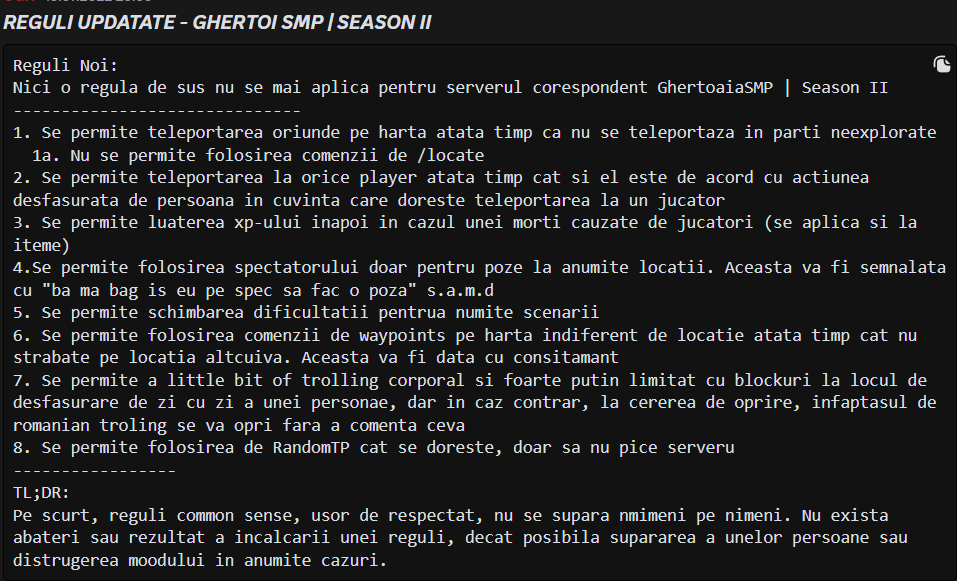 REGULI UPDATATE - GHERTOI SMP | SEASON II
Reguli Noi:
Nici o regula de sus nu se mai aplica pentru serverul corespondent GhertoaiaSMP | Season II
-----------------------------
1. Se permite teleportarea oriunde pe harta atata timp ca nu se teleportaza in parti neexplorate
1a. Nu se permite folosirea comenzii de /locate
2. Se permite teleportarea la orice player atata timp cat si el este de acord cu actiunea
desfasurata de persoana in cuvinta care doreste teleportarea la un jucator
3. Se permite luaterea xp-ului inapoi in cazul unei morti cauzate de jucatori (se aplica si la
iteme)
4.Se permite folosirea spectatorului doar pentru poze la anumite locatii. Aceasta va fi semnalata
cu "ba ma bag is eu pe spec sa fac o poza" s.a.m.d
5. Se permite schimbarea dificultatii pentrua numite scenarii
6. Se permite folosirea comenzii de waypoints pe harta indiferent de locatie atata timp cat nu
strabate pe locatia altcuiva. Aceasta va fi data cu consitamant
7. Se permite a little bit of trolling corporal si foarte putin limitat cu blockuri la locul de
desfasurare de zi cu zi a unei personae, dar in caz contrar, la cererea de oprire, infaptasul de
romanian troling se va opri fara a comenta ceva
8. Se permite folosirea de RandomTP cat se doreste, doar sa nu pice serveru
-----------------
TL;DR:
Pe scurt, reguli common sense, usor de respectat, nu se supara nmimeni pe nimeni. Nu exista
abateri sau rezultat a incalcarii unei reguli, decat posibila supararea a unelor persoane sau
distrugerea moodului in anumite cazuri.